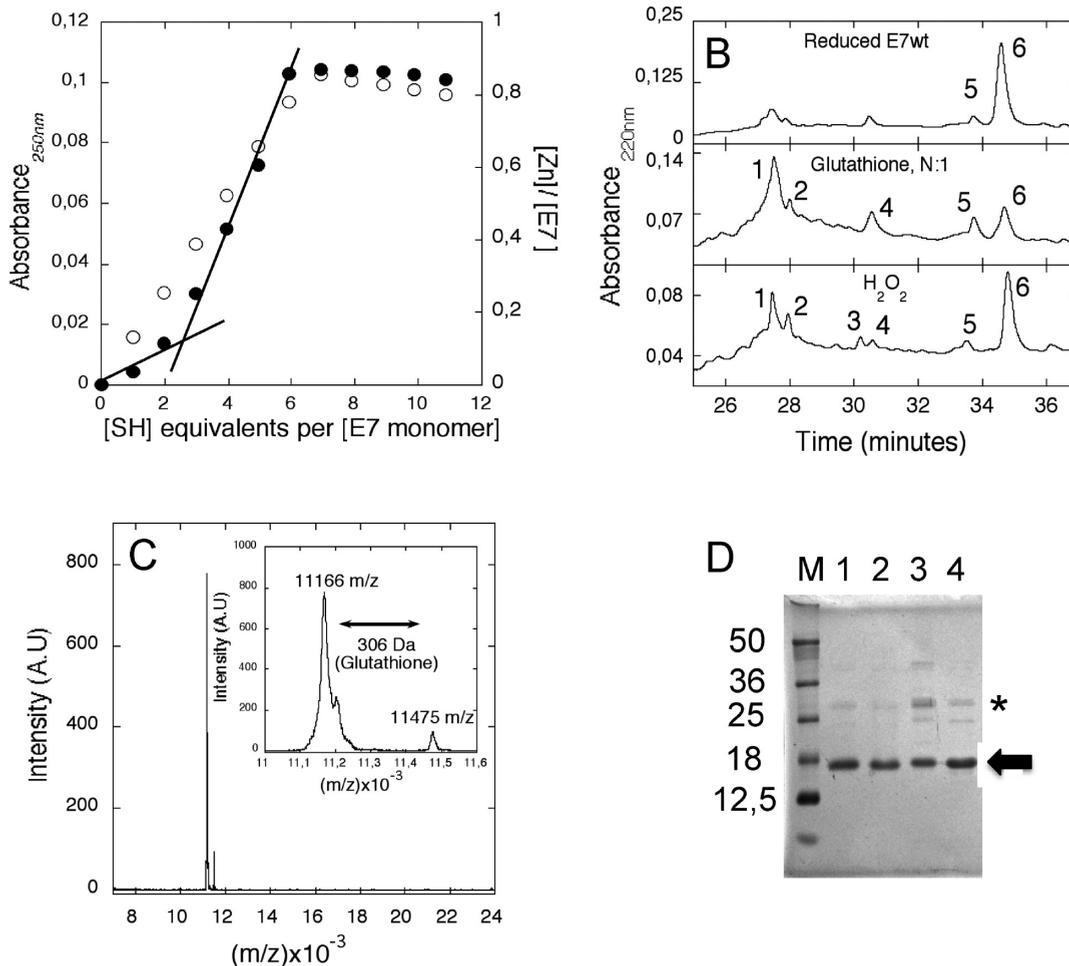 0,12
0,1
0,08
0,06
0,04
0,02
0
Absorbance 250nm
1
0,8
0,6
0,4
0,2
0
[Zn]/ [E7 ]
0 2 4 6 8 10 12
[SH] equivalents per [E7 monomer]
B
0,25
0,125
0
Reduced E7wt
5
6
0,14
0,07
Glutathione, N:1
1
2
4
5
6
0,08
0,04
H2O2
1
2
3
4
5
6
Absorbance 220nm
26 28 30 32 34 36
Time (minutes)
C
800
600
400
200
0
Intensity (A.U)
8 10 12 14 16 18 20 22 24
(m/z)x10-3
1000
800
600
400
200
0
Intensity (A.U)
11166 m/z
306 Da
(Glutathione)
11475 m/z
11 11,1 11,2 11,3 11,4 11,5 11,6
(m/z)x10-3
D
M 1 2 3 4
50
36
25
18
12,5
*